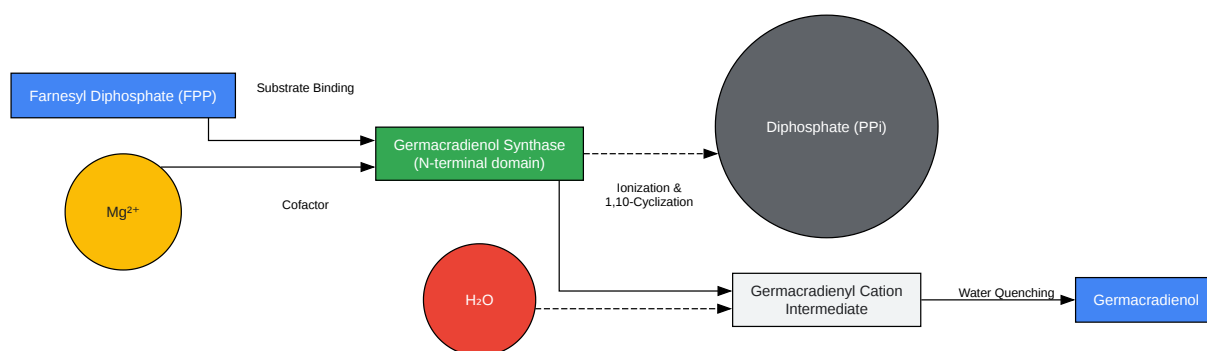 Farnesyl Diphosphate (FPP)
Substrate Binding
Mg²⁺
Cofactor
Germacradienol Synthase
(N-terminal domain)
Ionization &
1,10-Cyclization
Diphosphate (PPi)
H₂O
Germacradienyl Cation
Intermediate
Water Quenching
Germacradienol